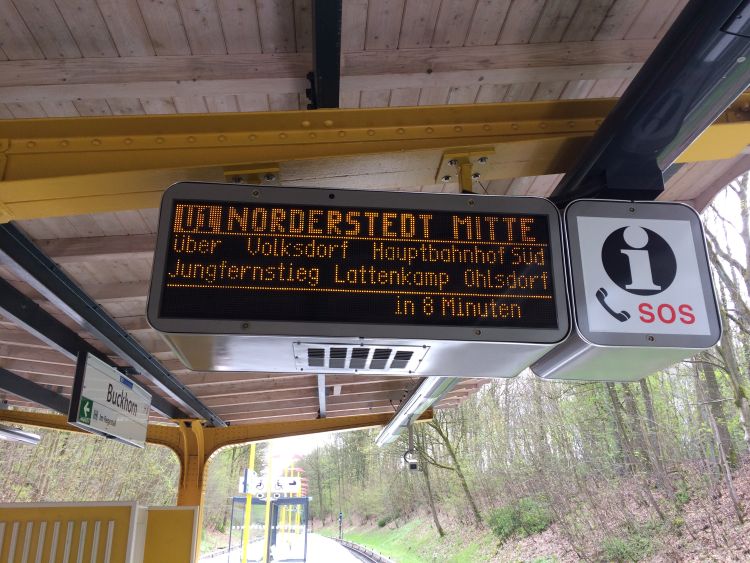 U1 NORDERSTEDT MITTE
Über Volksdorf Hauptbahnhof Süd
Jungfernstieg Lattenkamp Ohlsdorf
in 8 Minuten
i
SOS
Buckhorn